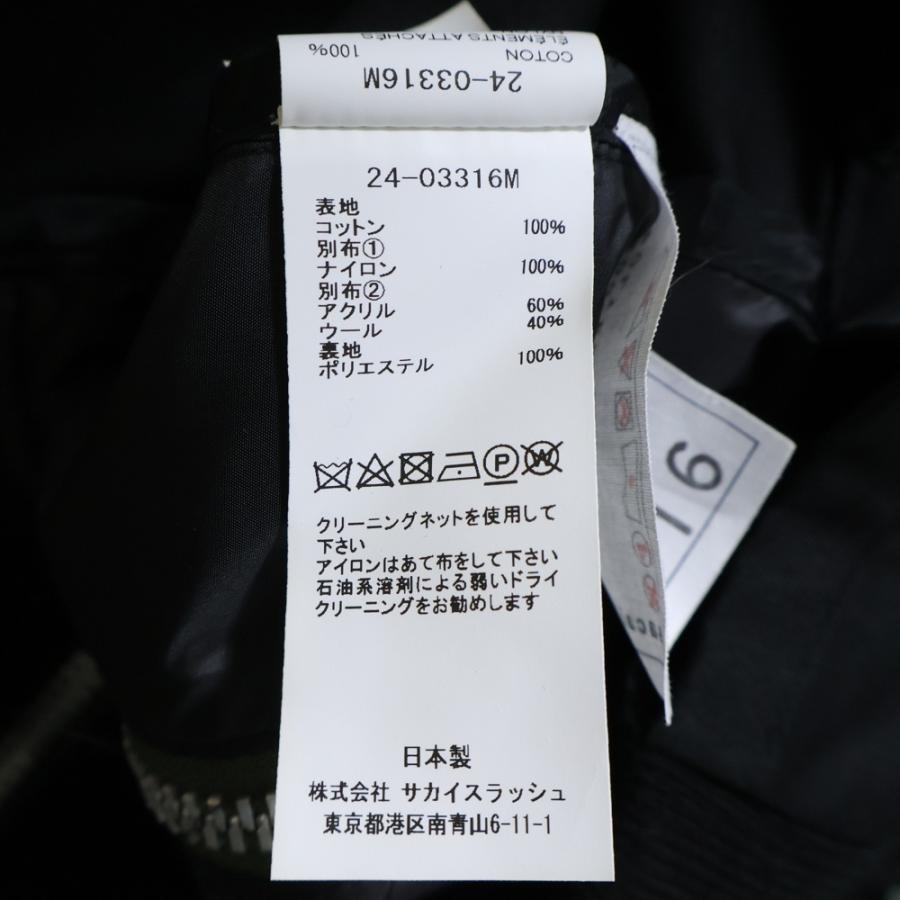 ÉLÉMENTS ATTACHÉS
COTON 100%
24-03316M
24-03316M
表地
コットン 100%
別布①
ナイロン 100%
別布②
アクリル 60%
ウール 40%
裏地
ポリエステル 100%
P
W
クリーニングネットを使用して
下さい
アイロンはあて布をして下さい
石油系溶剤による弱いドライ
クリーニングをお勧めします
日本製
株式会社 サカイスラッシュ
東京都港区南青山6-11-1